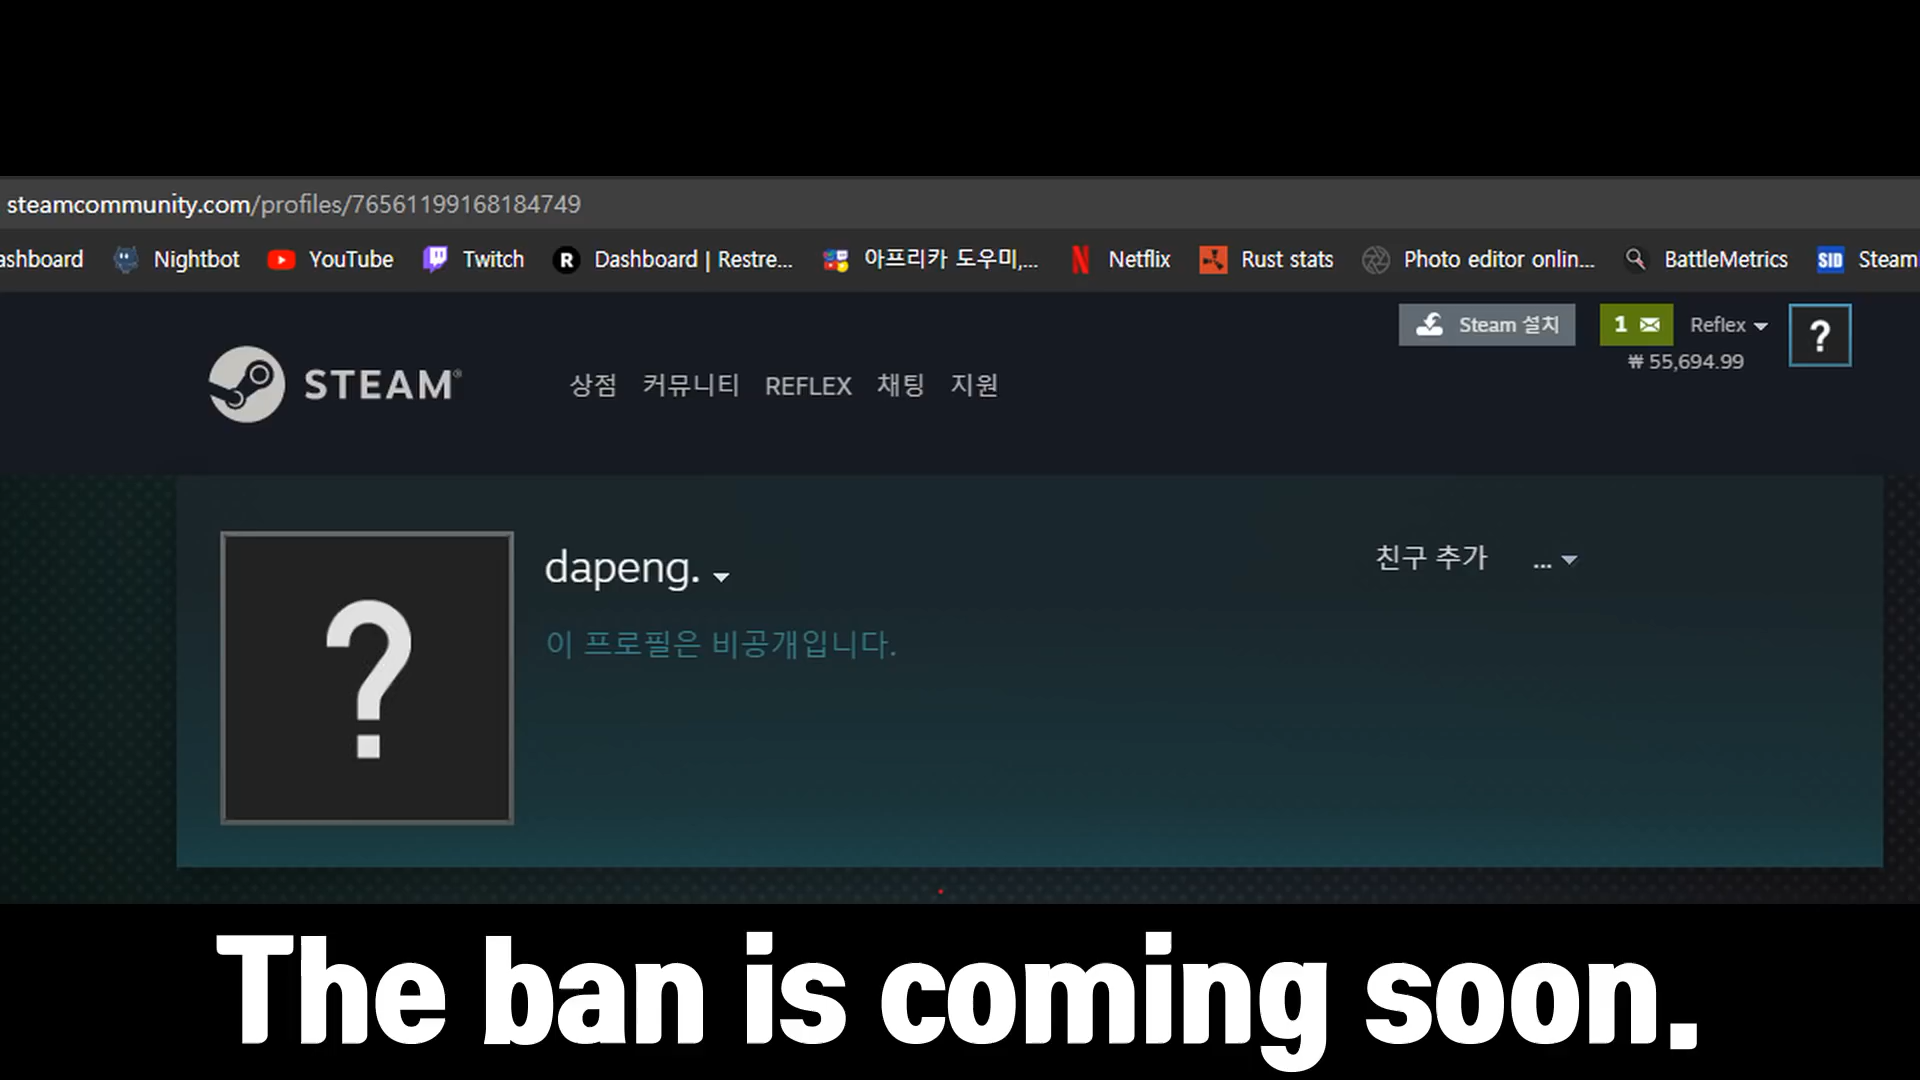 steamcommunity.com/profiles/76561199168184749
ashboard Nightbot YouTube Twitch R Dashboard | Restre... 아프리카 도우미,... Netflix Rust stats Photo editor onlin... BattleMetrics SID Steam
Steam 설치 1 Reflex ?
₩ 55,694.99
STEAM® 상점 커뮤니티 REFLEX 채팅 지원
dapeng. 친구 추가 ...
?
이 프로필은 비공개입니다.
The ban is coming soon.